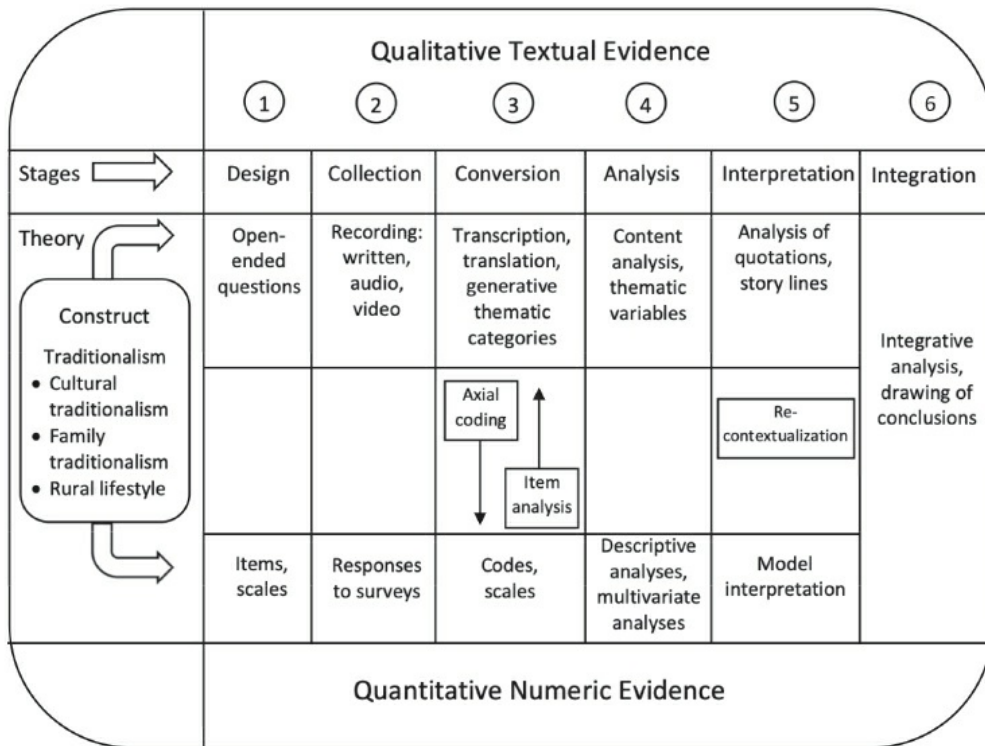 Qualitative Textual Evidence
1 2 3 4 5 6
Stages Design Collection Conversion Analysis Interpretation Integration
Theory
Construct
Traditionalism
• Cultural
traditionalism
• Family
traditionalism
• Rural lifestyle
Open-
ended
questions
Recording:
written,
audio,
video
Transcription,
translation,
generative
thematic
categories
Content
analysis,
thematic
variables
Analysis of
quotations,
story lines
Axial
coding
Item
analysis
Re-
contextualization
Integrative
analysis,
drawing of
conclusions
Items,
scales
Responses
to surveys
Codes,
scales
Descriptive
analyses,
multivariate
analyses
Model
interpretation
Quantitative Numeric Evidence